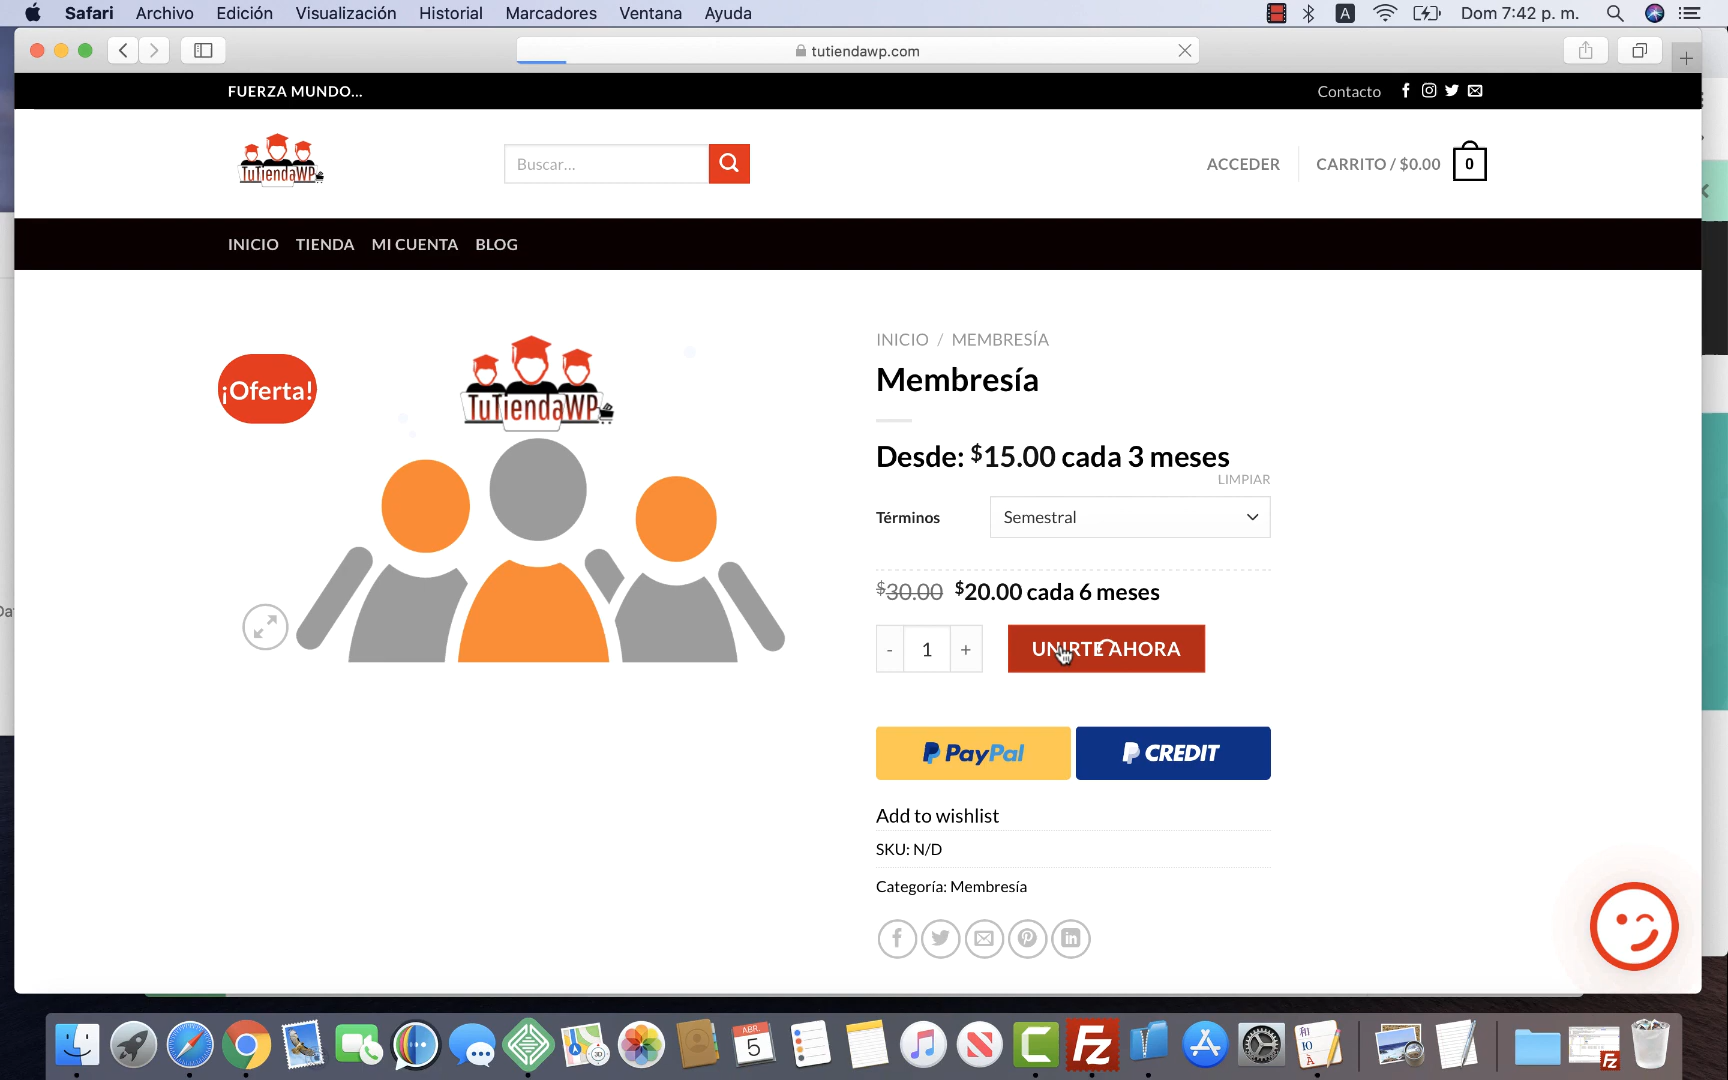 Safari Archivo Edición Visualización Historial Marcadores Ventana Ayuda
A Dom 7:42 p. m.
tutiendawp.com
FUERZA MUNDO...
Contacto
TuTiendaWP
Buscar...
ACCEDER
CARRITO / $0.00
0
INICIO TIENDA MI CUENTA BLOG
¡Oferta!
TuTiendaWP
INICIO / MEMBRESÍA
Membresía
Desde: $15.00 cada 3 meses
LIMPIAR
Términos
Semestral
$30.00 $20.00 cada 6 meses
- 1 +
UNIRTE AHORA
PayPal
CREDIT
Add to wishlist
SKU: N/D
Categoría: Membresía
ABR.
5
3D